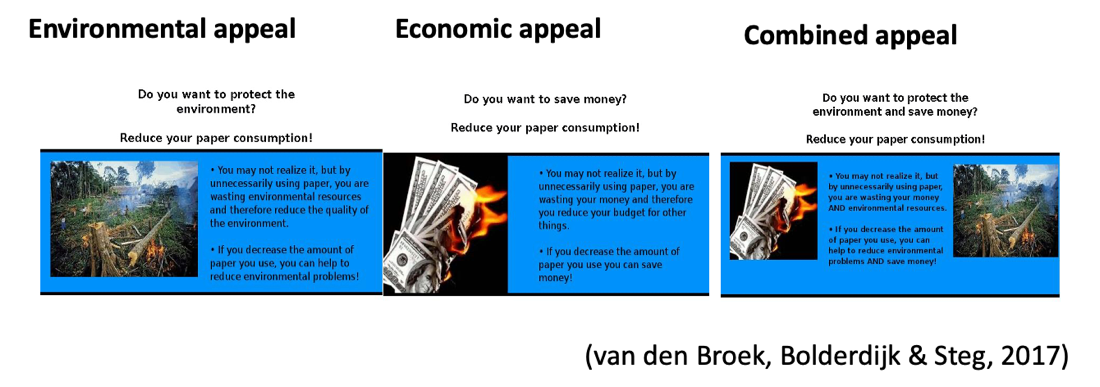 Environmental appeal
Do you want to protect the
environment?
Reduce your paper consumption!
• You may not realize it, but by
unnecessarily using paper, you are
wasting environmental resources
and therefore reduce the quality of
the environment.
• If you decrease the amount of
paper you use, you can help to
reduce environmental problems!
Economic appeal
Do you want to save money?
Reduce your paper consumption!
• You may not realize it, but by
unnecessarily using paper, you are
wasting your money and therefore
you reduce your budget for other
things.
• If you decrease the amount of
paper you use you can save
money!
Combined appeal
Do you want to protect the
environment and save money?
Reduce your paper consumption!
• You may not realize it, but
by unnecessarily using paper,
you are wasting your money
AND environmental resources.
• If you decrease the amount
of paper you use, you can
help to reduce environmental
problems AND save money!
(van den Broek, Bolderdijk & Steg, 2017)